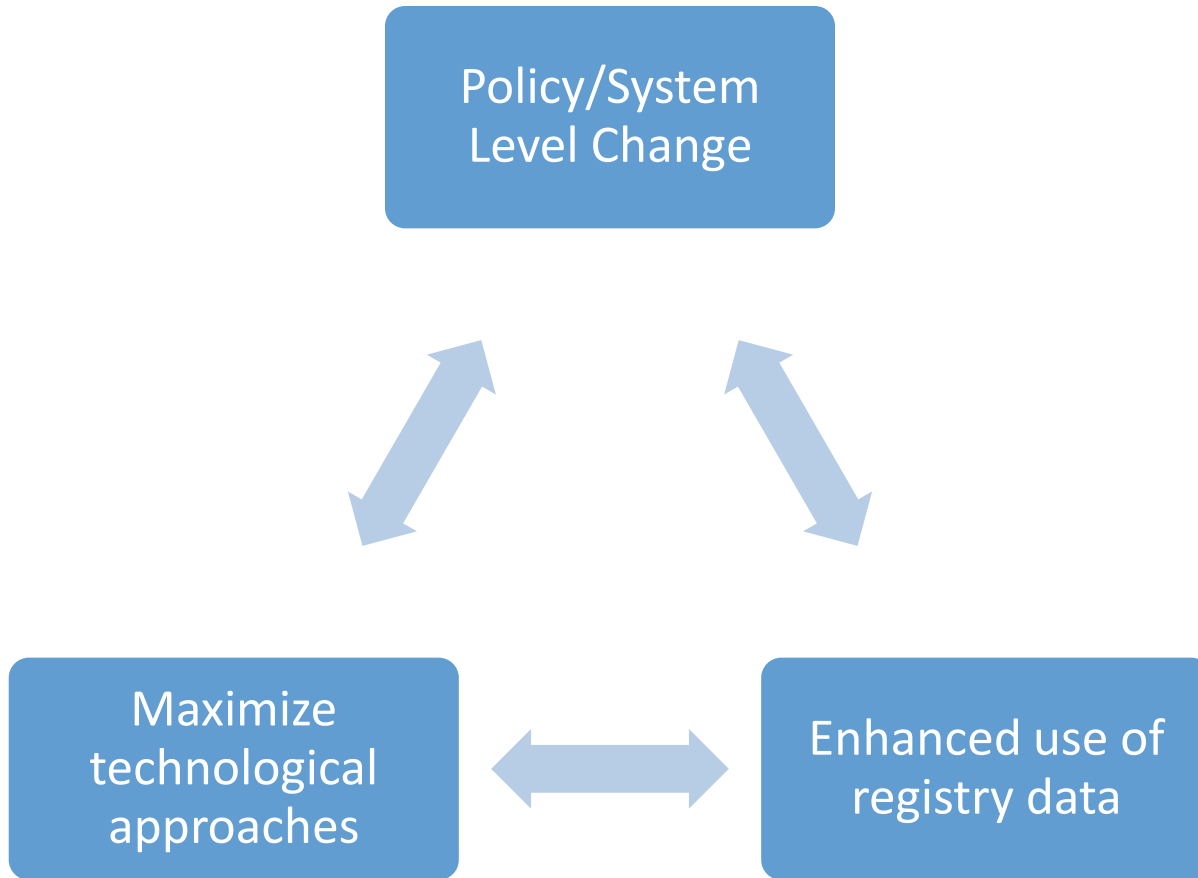 Policy/System
Level Change
Maximize
technological
approaches
Enhanced use of
registry data